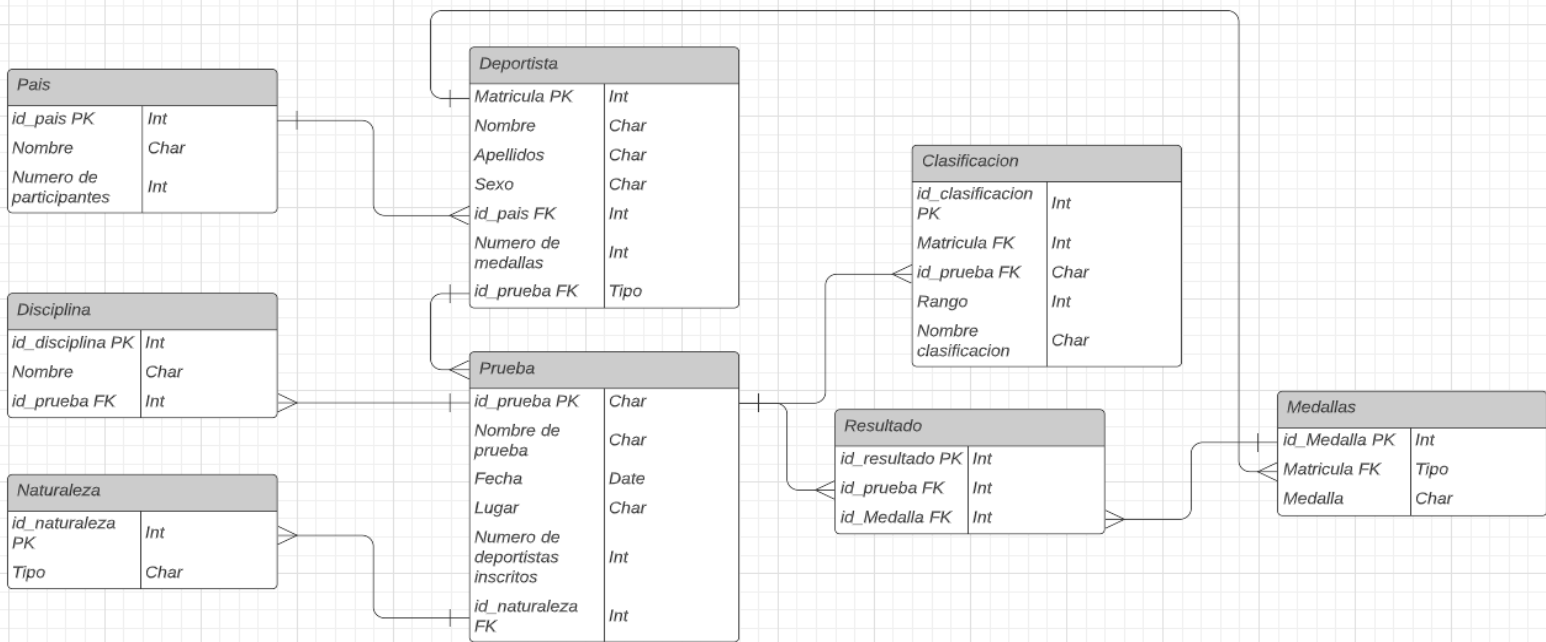 Pais
id_pais PK Int
Nombre Char
Numero de
participantes Int
Disciplina
id_disciplina PK Int
Nombre Char
id_prueba FK Int
Naturaleza
id_naturaleza
PK Int
Tipo Char
Deportista
Matricula PK Int
Nombre Char
Apellidos Char
Sexo Char
id_pais FK Int
Numero de
medallas Int
id_prueba FK Tipo
Prueba
id_prueba PK Char
Nombre de
prueba Char
Fecha Date
Lugar Char
Numero de
deportistas
inscritos Int
id_naturaleza
FK Int
Clasificacion
id_clasificacion
PK Int
Matricula FK Int
id_prueba FK Char
Rango Int
Nombre
clasificacion Char
Resultado
id_resultado PK Int
id_prueba FK Int
id_Medalla FK Int
Medallas
id_Medalla PK Int
Matricula FK Tipo
Medalla Char